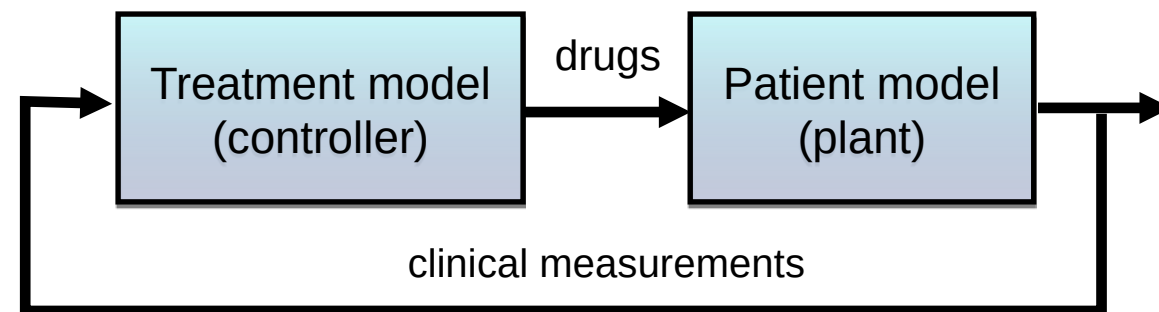 Treatment model
(controller)
drugs
Patient model
(plant)
clinical measurements